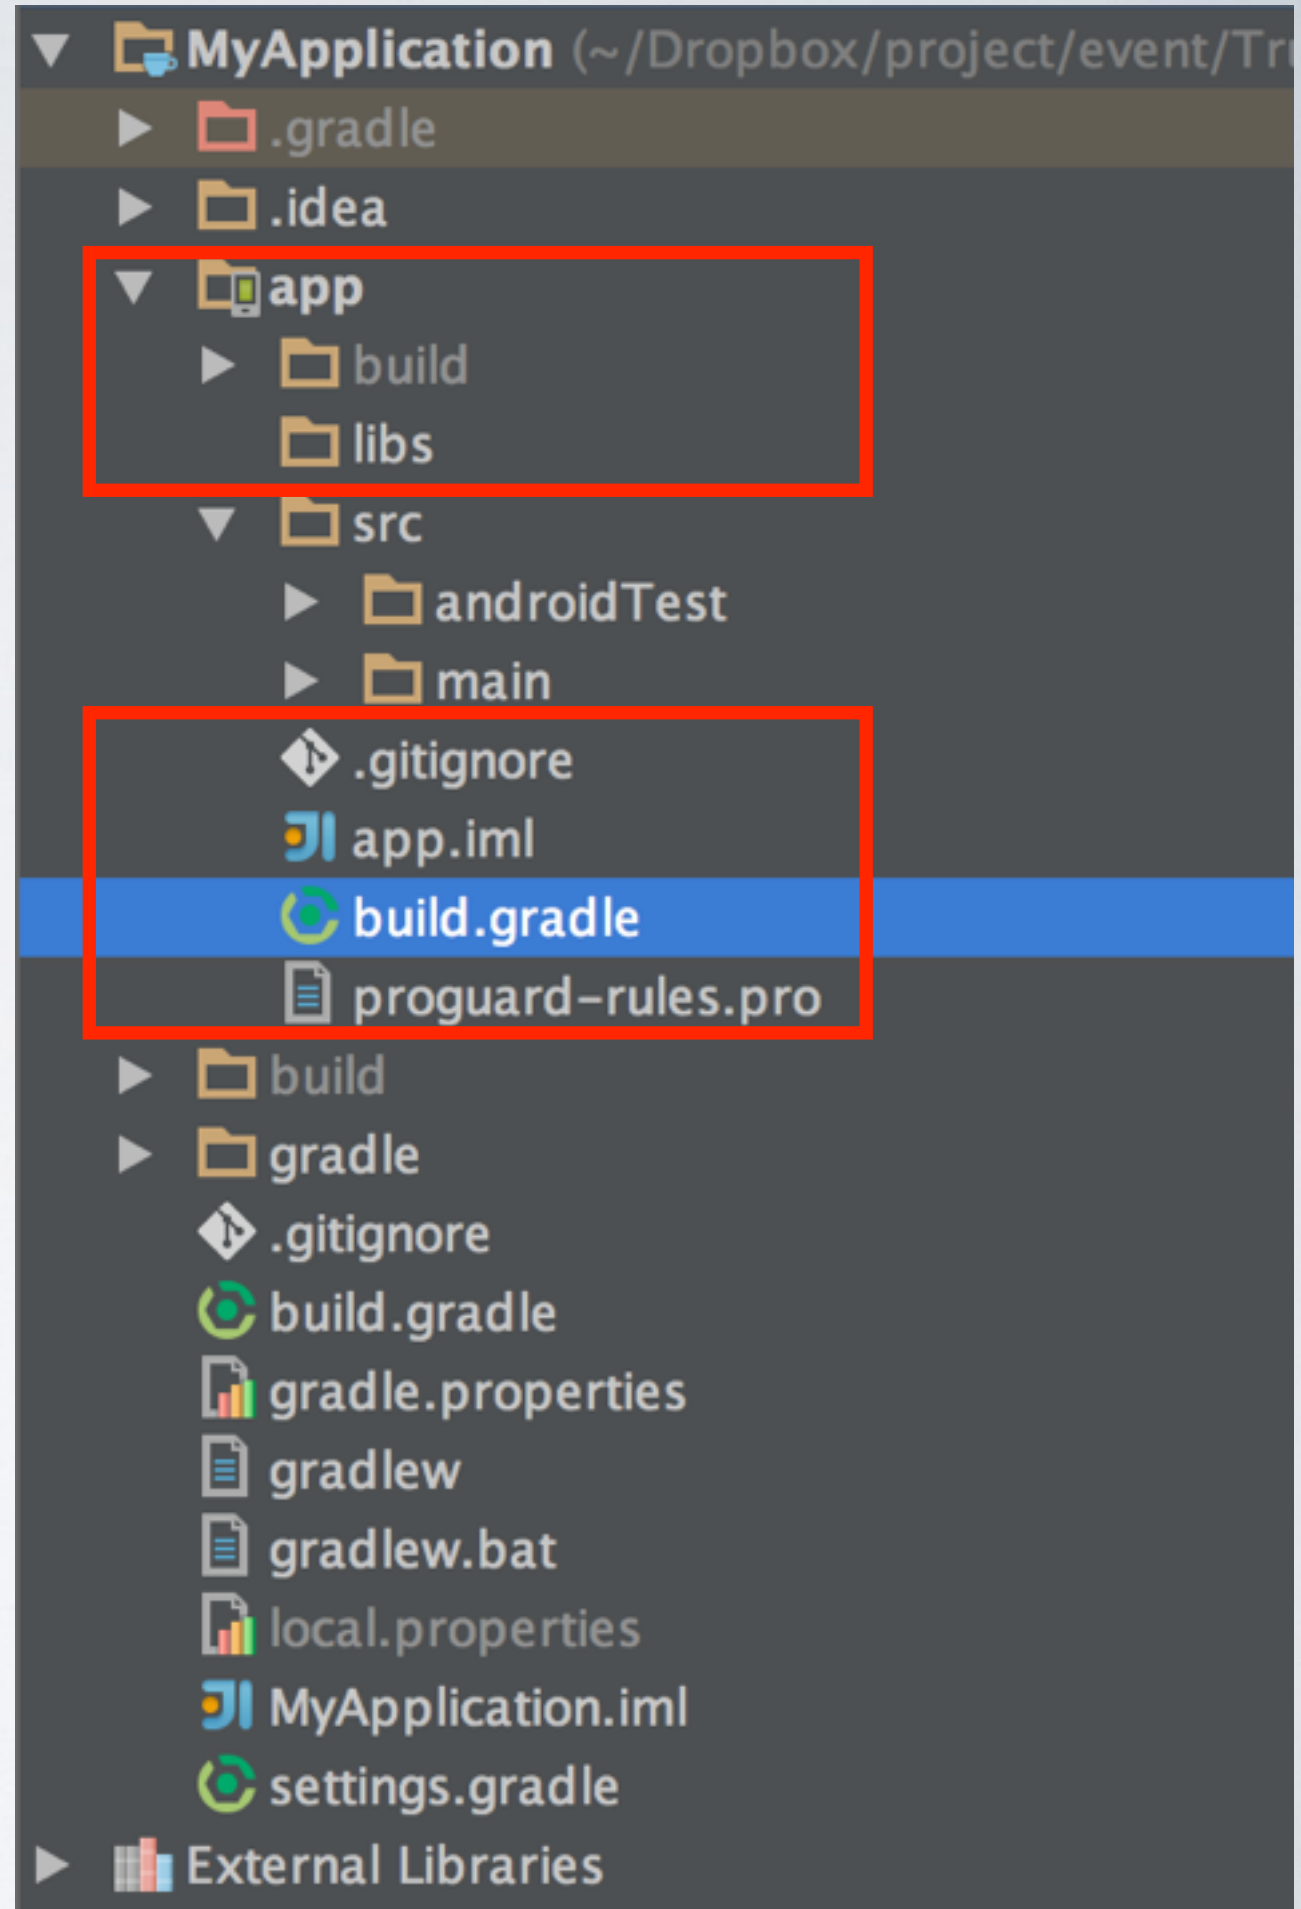 MyApplication (~/Dropbox/project/event/Tr
.gradle
.idea
app
build
libs
src
androidTest
main
.gitignore
app.iml
build.gradle
proguard-rules.pro
build
gradle
.gitignore
build.gradle
gradle.properties
gradlew
gradlew.bat
local.properties
MyApplication.iml
settings.gradle
External Libraries